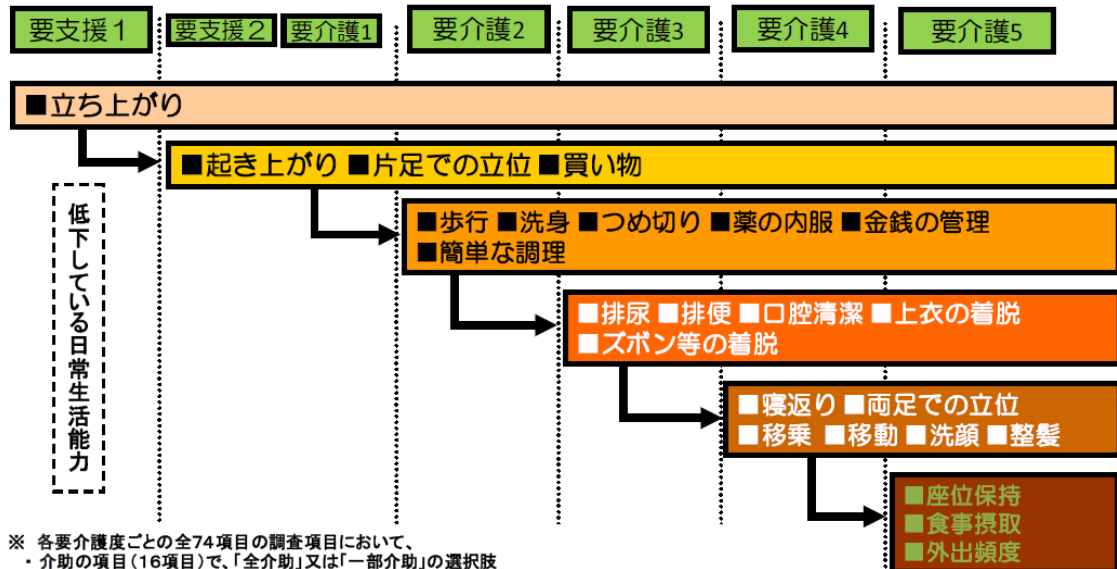 要支援1 要支援2 要介護1 要介護2 要介護3 要介護4 要介護5
■立ち上がり
■起き上がり ■片足での立位 ■買い物
低下している日常生活能力
■歩行 ■洗身 ■つめ切り ■薬の内服 ■金銭の管理
■簡単な調理
■排尿 ■排便 ■口腔清潔 ■上衣の着脱
■ズボン等の着脱
■寝返り ■両足での立位
■移乗 ■移動 ■洗顔 ■整髪
■座位保持
■食事摂取
■外出頻度
※ 各要介護度ごとの全74項目の調査項目において、
・介助の項目(16項目)で、「全介助」又は「一部介助」の選択肢